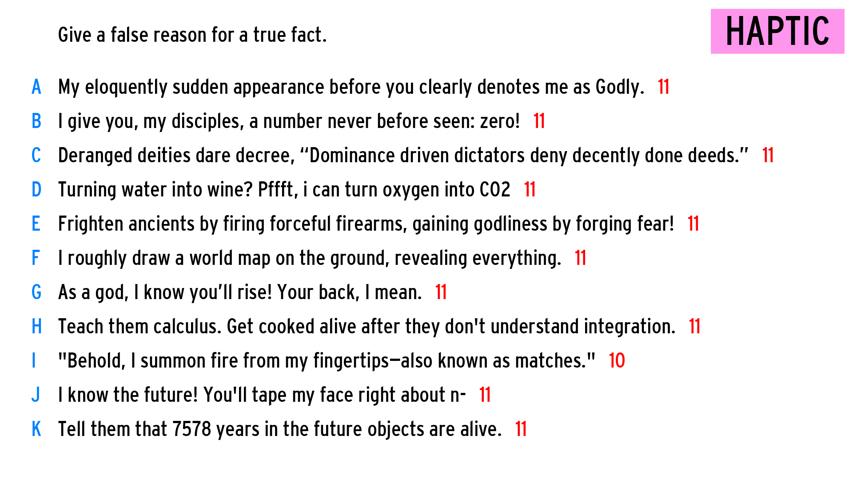 Give a false reason for a true fact.
HAPTIC
A My eloquently sudden appearance before you clearly denotes me as Godly. 11
B I give you, my disciples, a number never before seen: zero! 11
C Deranged deities dare decree, “Dominance driven dictators deny decently done deeds.” 11
D Turning water into wine? Pffft, i can turn oxygen into CO2 11
E Frighten ancients by firing forceful firearms, gaining godliness by forging fear! 11
F I roughly draw a world map on the ground, revealing everything. 11
G As a god, I know you’ll rise! Your back, I mean. 11
H Teach them calculus. Get cooked alive after they don't understand integration. 11
I "Behold, I summon fire from my fingertips—also known as matches." 10
J I know the future! You'll tape my face right about n- 11
K Tell them that 7578 years in the future objects are alive. 11